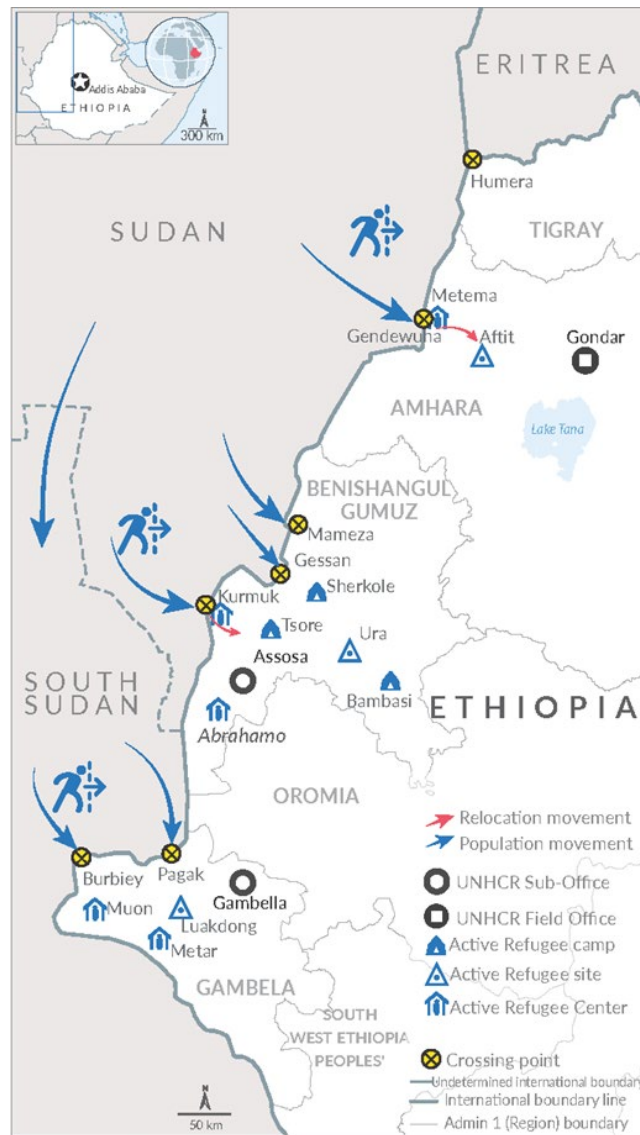 Addis Ababa
ETHIOPIA
N
300 km
ERITREA
Humera
SUDAN
TIGRAY
Metema
Gendewuha
Aftit
Gondar
AMHARA
Lake Tana
BENISHANGUL
GUMUZ
Mameza
Gessan
Sherkole
Kurmuk
Tsore
Ura
Assosa
Bambasi
SOUTH
SUDAN
ETHIOPIA
Abrahamo
OROMIA
Relocation movement
Population movement
Burbiey
Pagak
Gambella
UNHCR Sub-Office
Muon
Luakdong
UNHCR Field Office
Metar
Active Refugee camp
GAMBELA
Active Refugee site
Active Refugee Center
SOUTH
WEST ETHIOPIA
PEOPLES'
Crossing point
Undetermined international boundary
International boundary line
Admin 1 (Region) boundary
N
50 km